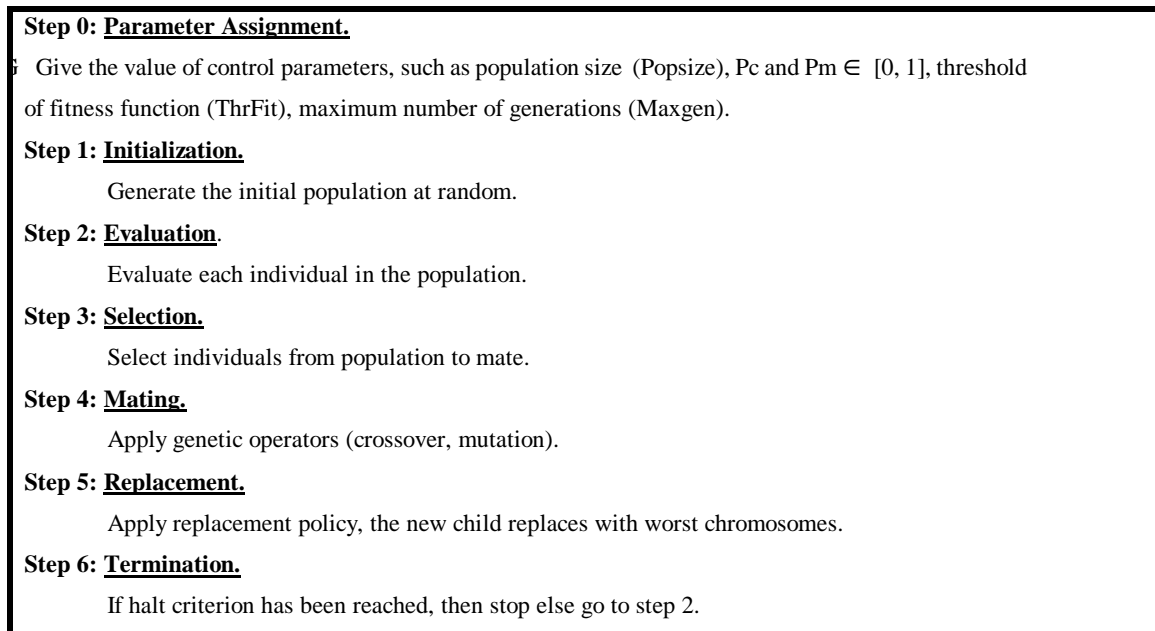 Step 0: Parameter Assignment.
Give the value of control parameters, such as population size (Popsize), Pc and Pm ∈ [0, 1], threshold
of fitness function (ThrFit), maximum number of generations (Maxgen).
Step 1: Initialization.
Generate the initial population at random.
Step 2: Evaluation.
Evaluate each individual in the population.
Step 3: Selection.
Select individuals from population to mate.
Step 4: Mating.
Apply genetic operators (crossover, mutation).
Step 5: Replacement.
Apply replacement policy, the new child replaces with worst chromosomes.
Step 6: Termination.
If halt criterion has been reached, then stop else go to step 2.